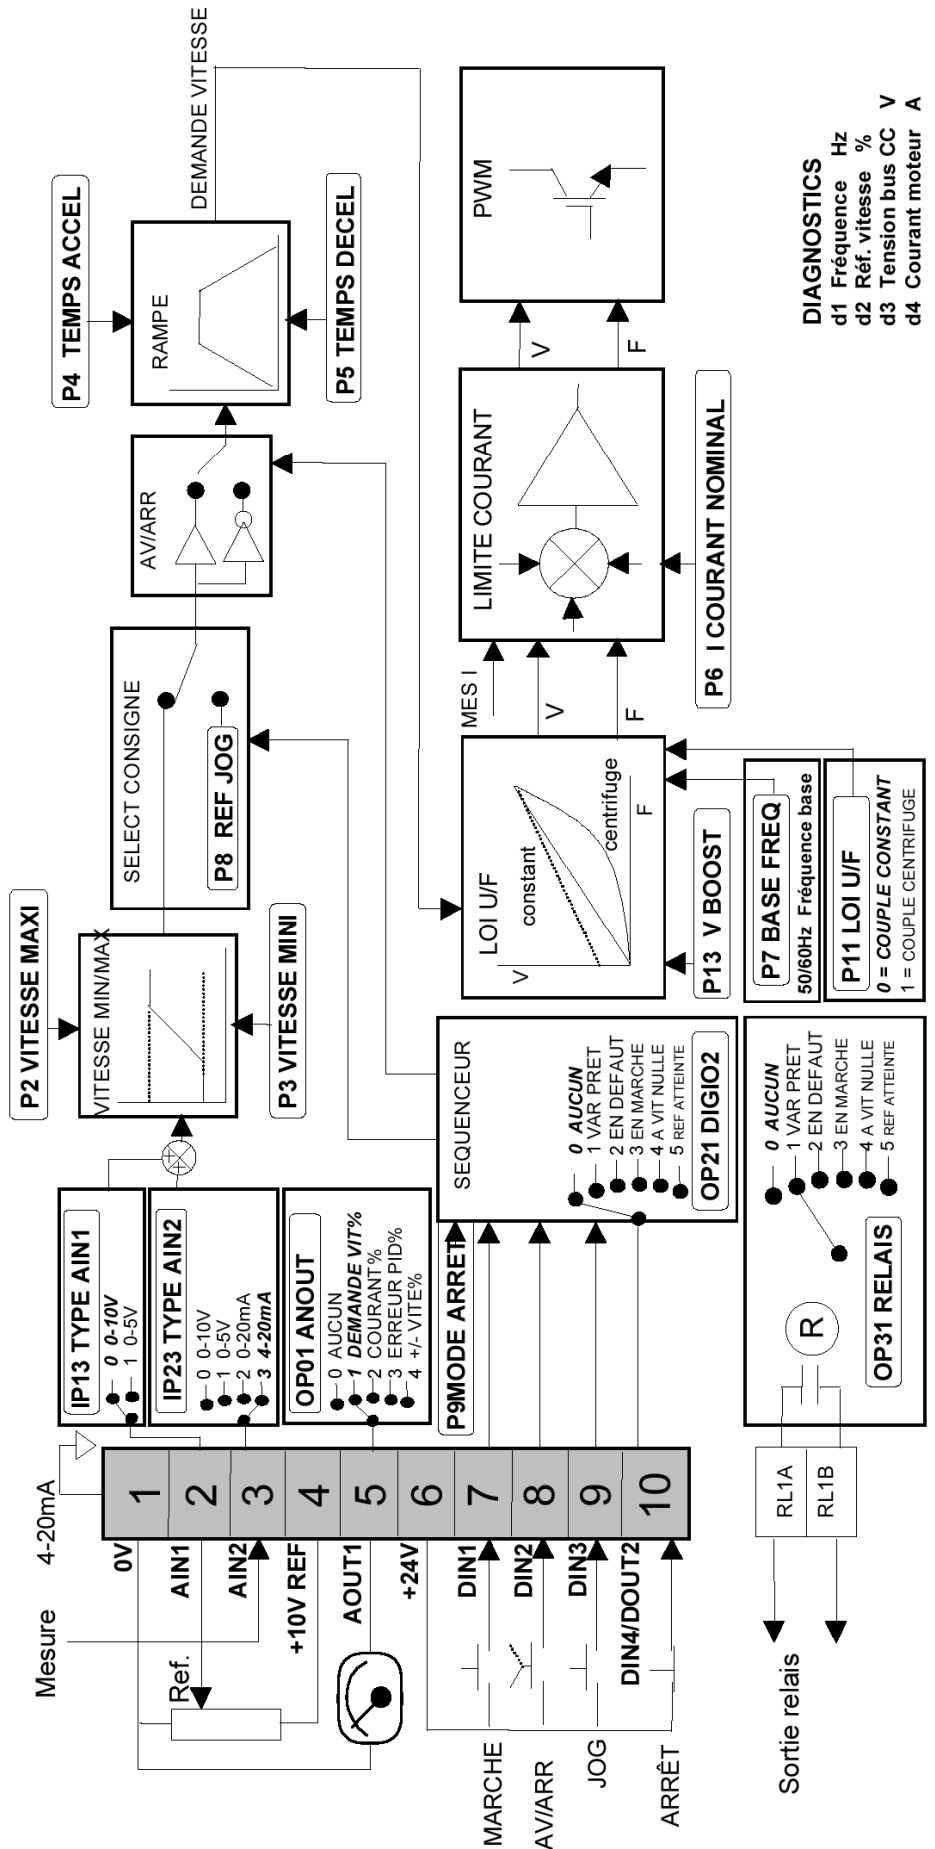 Mesure
4-20mA
Ref.
0V
AIN1
AIN2
+10V REF
AOUT1
+24V
DIN1
DIN2
DIN3
DIN4/DOUT2
MARCHE
AV/ARR
JOG
ARRÊT
1
2
3
4
5
6
7
8
9
10
IP13 TYPE AIN1
0 0-10V
1 0-5V
IP23 TYPE AIN2
0 0-10V
1 0-5V
2 0-20mA
3 4-20mA
OP01 ANOUT
0 AUCUN
1 DEMANDE VIT%
2 COURANT%
3 ERREUR PID%
4 +/- VITE%
P9MODE ARRET
P2 VITESSE MAXI
VITESSE MIN/MAX
P3 VITESSE MINI
SELECT CONSIGNE
P8 REF JOG
AV/ARR
P4 TEMPS ACCEL
RAMPE
P5 TEMPS DECEL
DEMANDE VITESSE
SEQUENCEUR
0 AUCUN
1 VAR PRET
2 EN DEFAUT
3 EN MARCHE
4 A VIT NULLE
5 REF ATTEINTE
OP21 DIGIO2
LOI U/F
V
constant
centrifuge
F
P13 V BOOST
P7 BASE FREQ
50/60Hz Fréquence base
P11 LOI U/F
0 = COUPLE CONSTANT
1 = COUPLE CENTRIFUGE
MES I
V
F
LIMITE COURANT
P6 I COURANT NOMINAL
V
F
PWM
Sortie relais
RL1A
RL1B
R
OP31 RELAIS
0 AUCUN
1 VAR PRET
2 EN DEFAUT
3 EN MARCHE
4 A VIT NULLE
5 REF ATTEINTE
DIAGNOSTICS
d1 Fréquence Hz
d2 Réf. vitesse %
d3 Tension bus CC V
d4 Courant moteur A